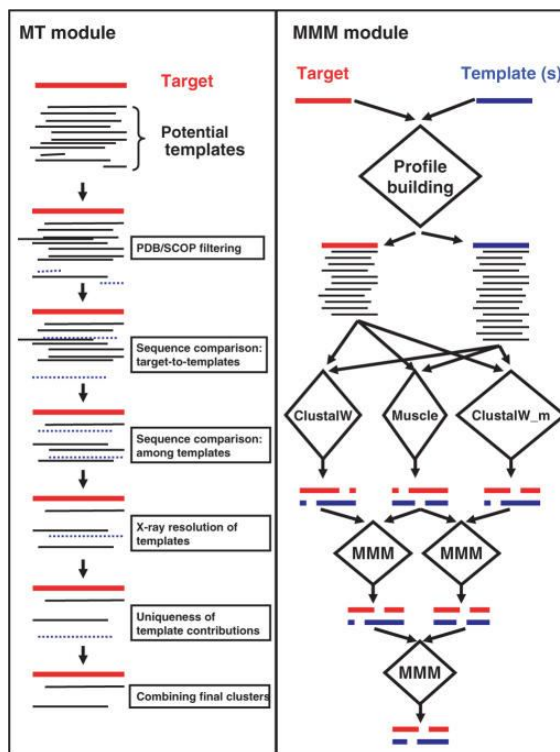 MT module
Target
Potential
templates
PDB/SCOP filtering
Sequence comparison:
target-to-templates
Sequence comparison:
among templates
X-ray resolution of
templates
Uniqueness of
template contributions
Combining final clusters
MMM module
Target
Template (s)
Profile
building
ClustalW
Muscle
ClustalW_m
MMM
MMM
MMM